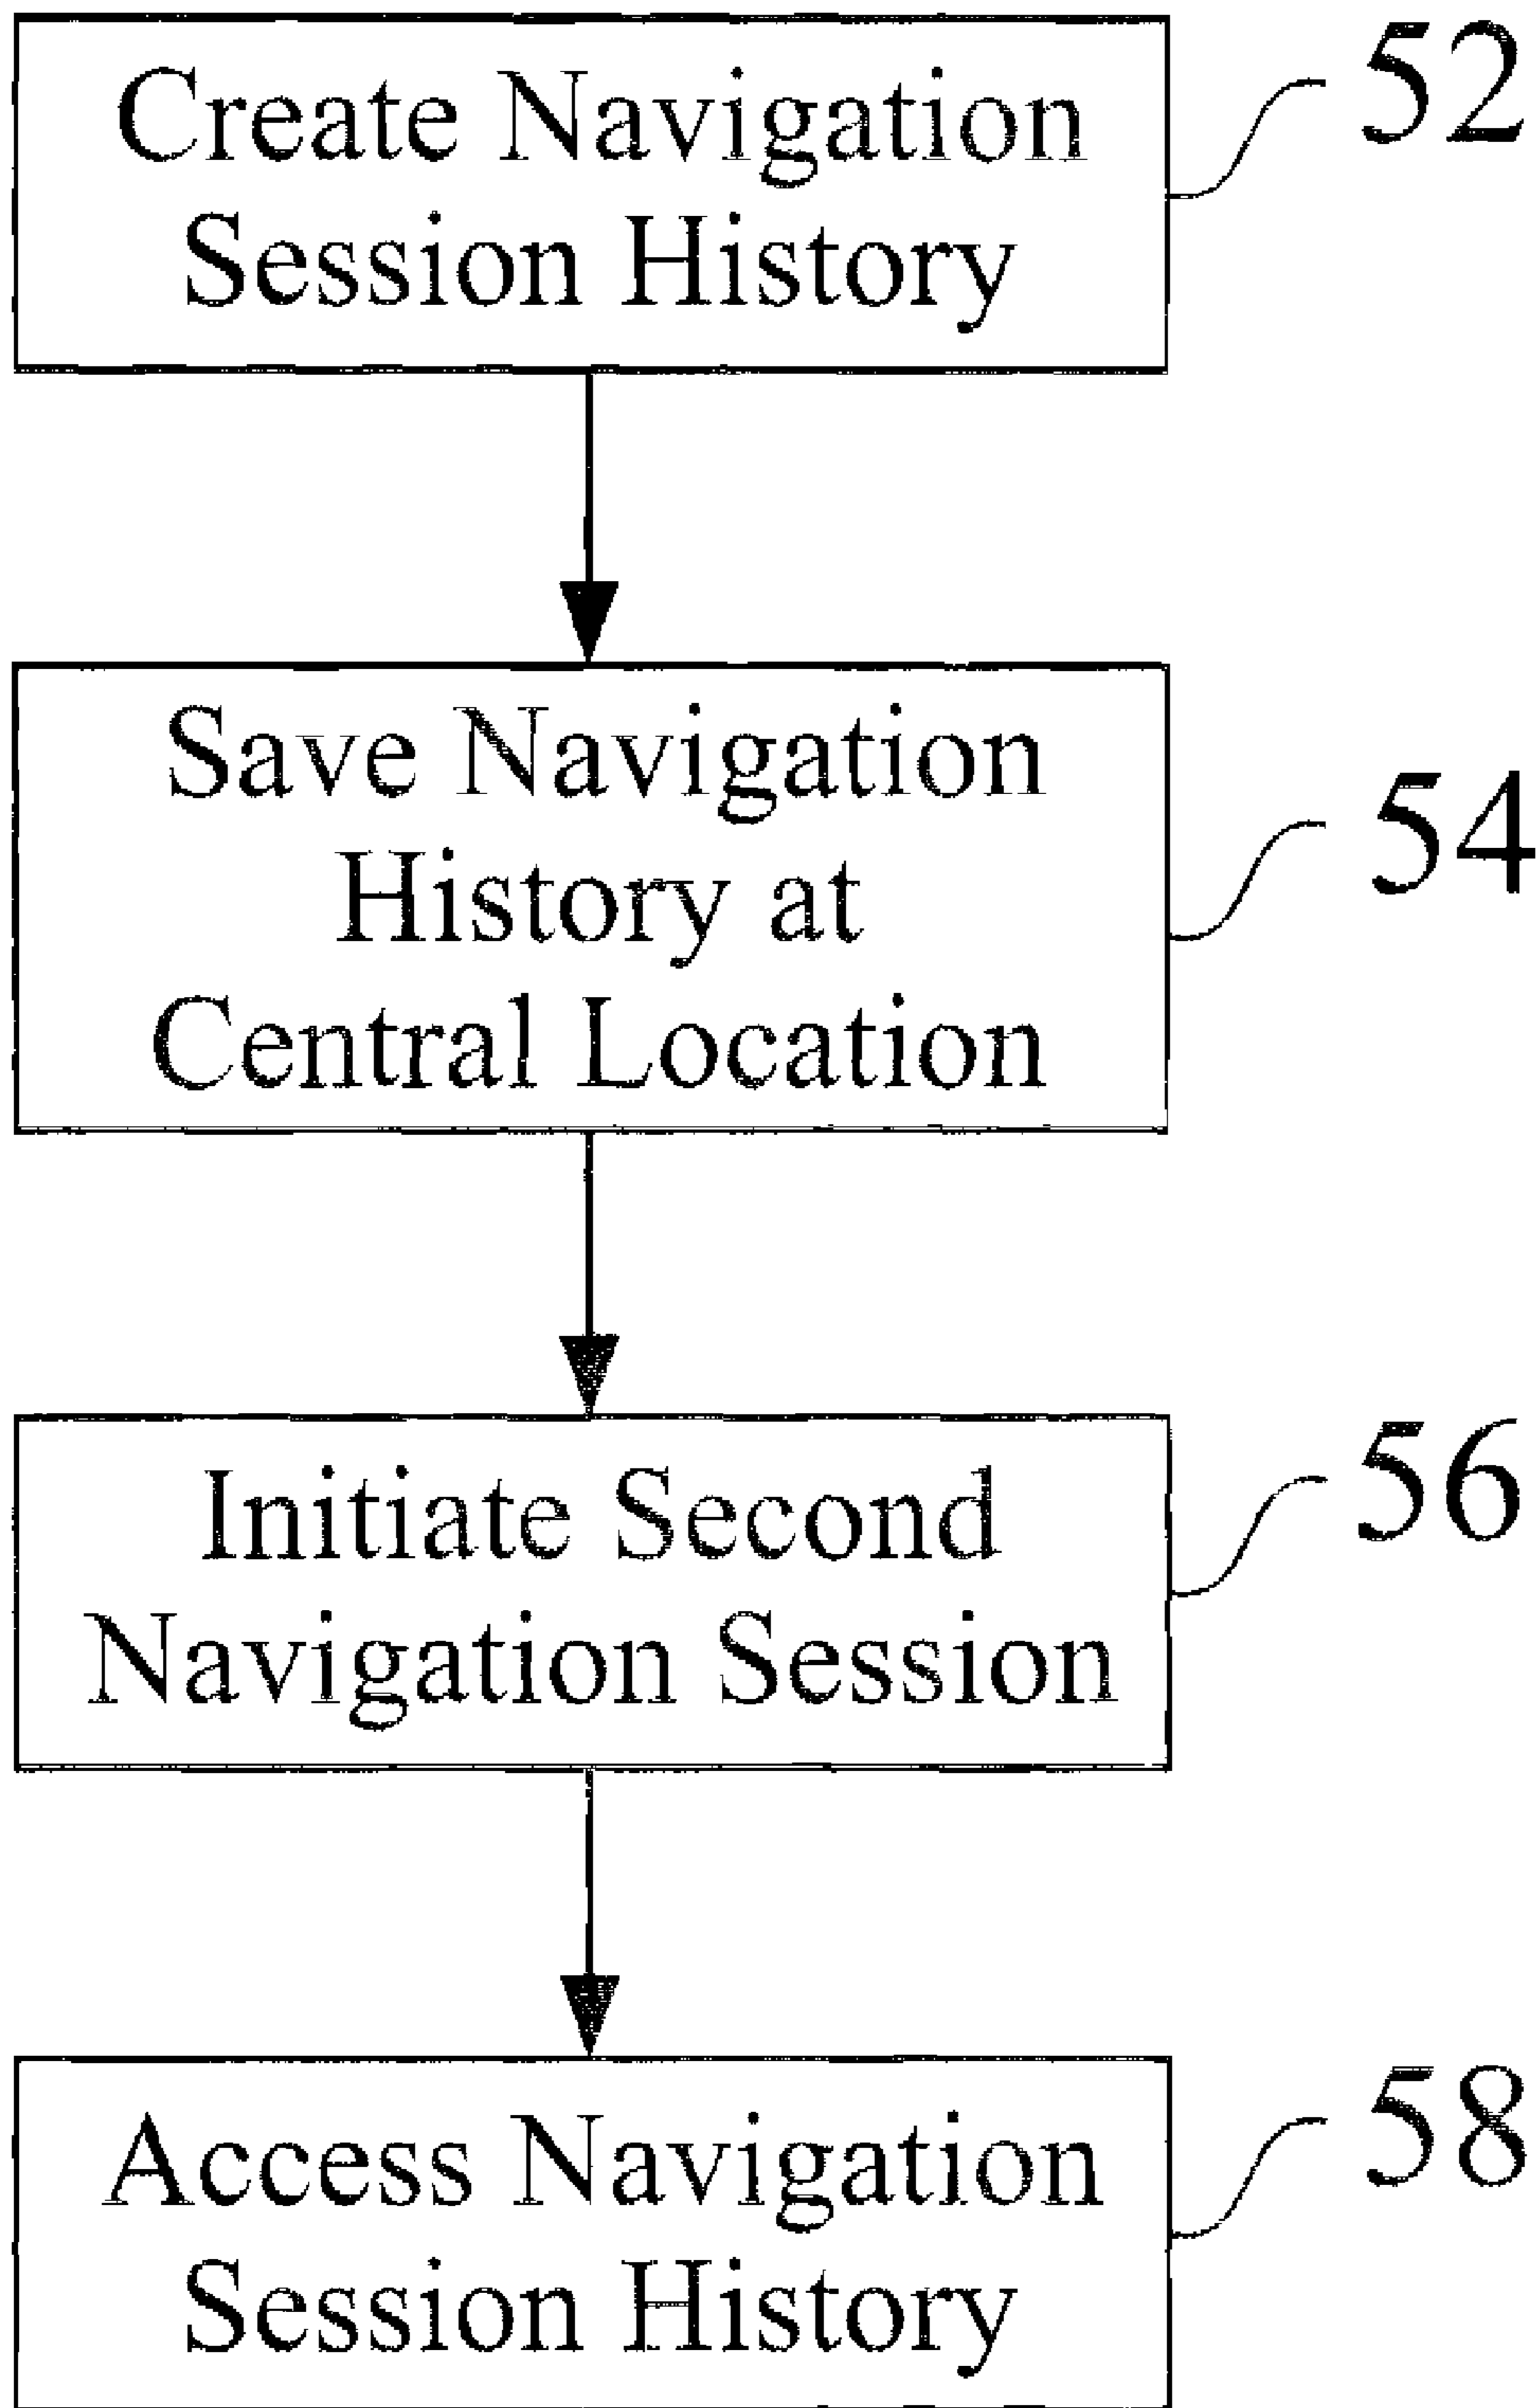 Create Navigation
Session History
52
Save Navigation
History at
Central Location
54
Initiate Second
Navigation Session
56
Access Navigation
Session History
58